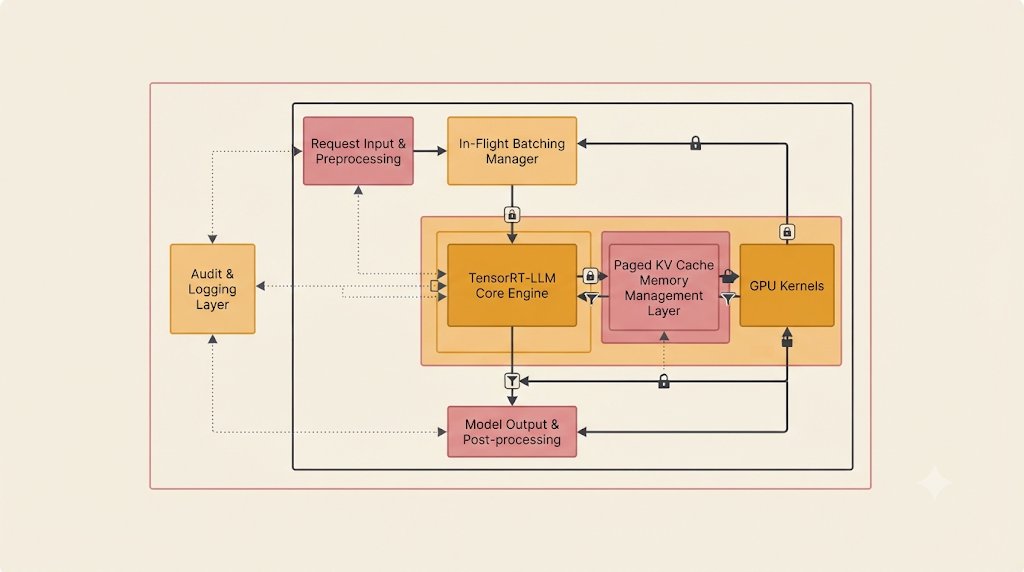 Request Input &
Preprocessing
In-Flight Batching
Manager
Audit &
Logging
Layer
TensorRT-LLM
Core Engine
Paged KV Cache
Memory
Management
Layer
GPU Kernels
Model Output &
Post-processing